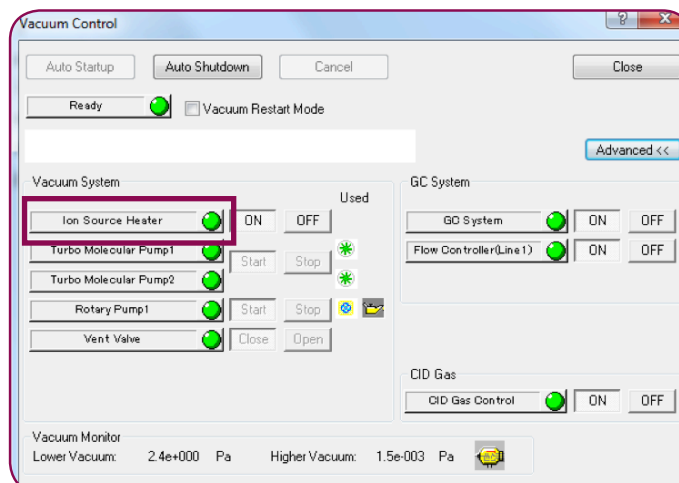 Vacuum Control
Auto Startup Auto Shutdown Cancel Close
Ready Vacuum Restart Mode
Advanced <<
Vacuum System GC System
Used
Ion Source Heater ON OFF GC System ON OFF
Turbo Molecular Pump1 Start Stop Flow Controller(Line1) ON OFF
Turbo Molecular Pump2
Rotary Pump1 Start Stop
Vent Valve Close Open
CID Gas
CID Gas Control ON OFF
Vacuum Monitor
Lower Vacuum: 2.4e+000 Pa Higher Vacuum: 1.5e-003 Pa